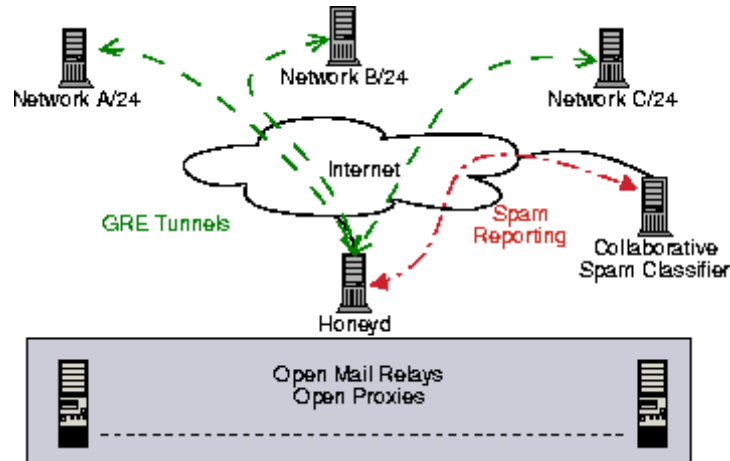 Network A/24
Network B/24
Network C/24
Internet
GRE Tunnels
Spam
Reporting
Collaborative
Spam Classifier
Honeyd
Open Mail Relays
Open Proxies